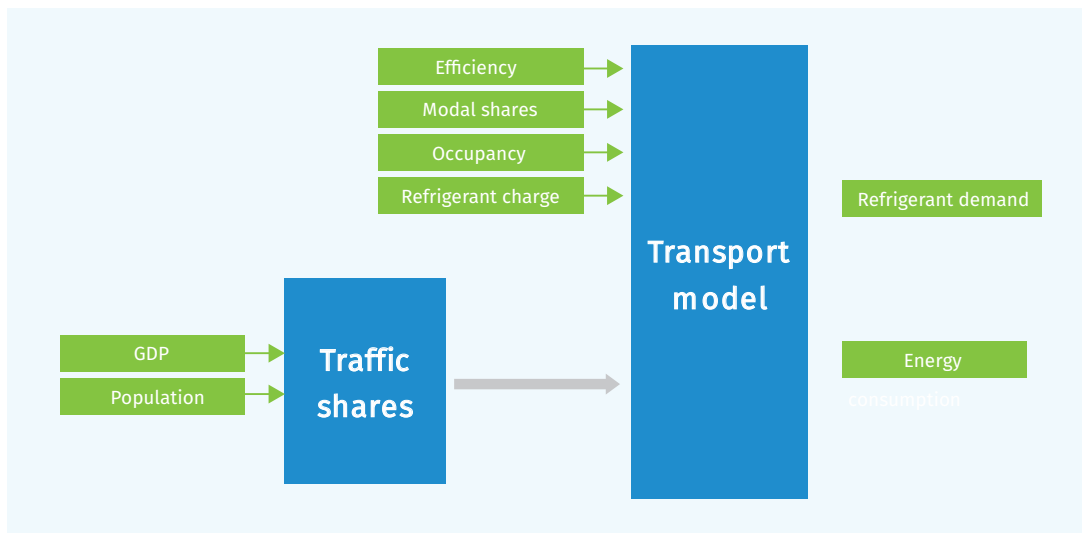 Efficiency
Modal shares
Occupancy
Refrigerant charge
Transport
model
Refrigerant demand
GDP
Population
Traffic
shares
Energy
consumption